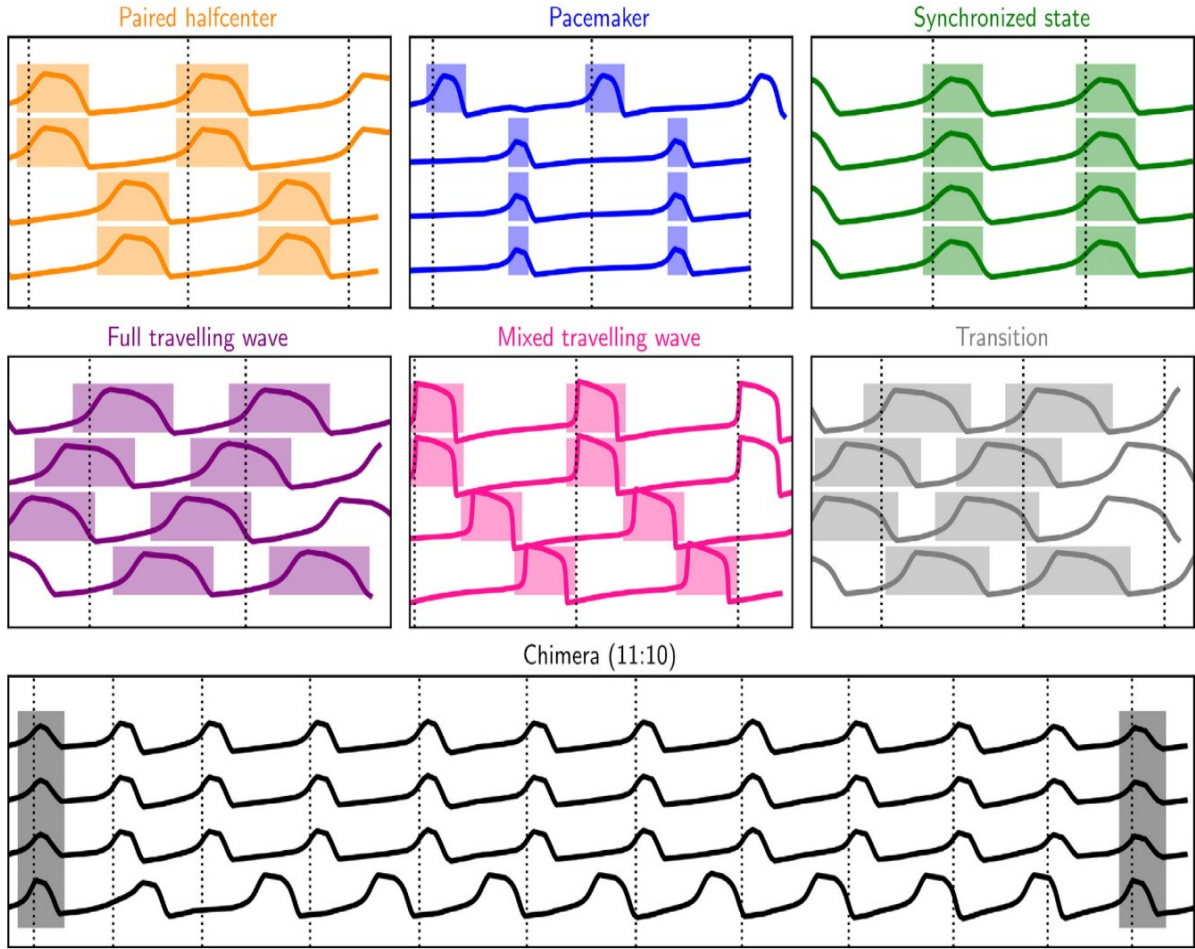 Paired halfcenter
Pacemaker
Synchronized state
Full travelling wave
Mixed travelling wave
Transition
Chimera (11:10)